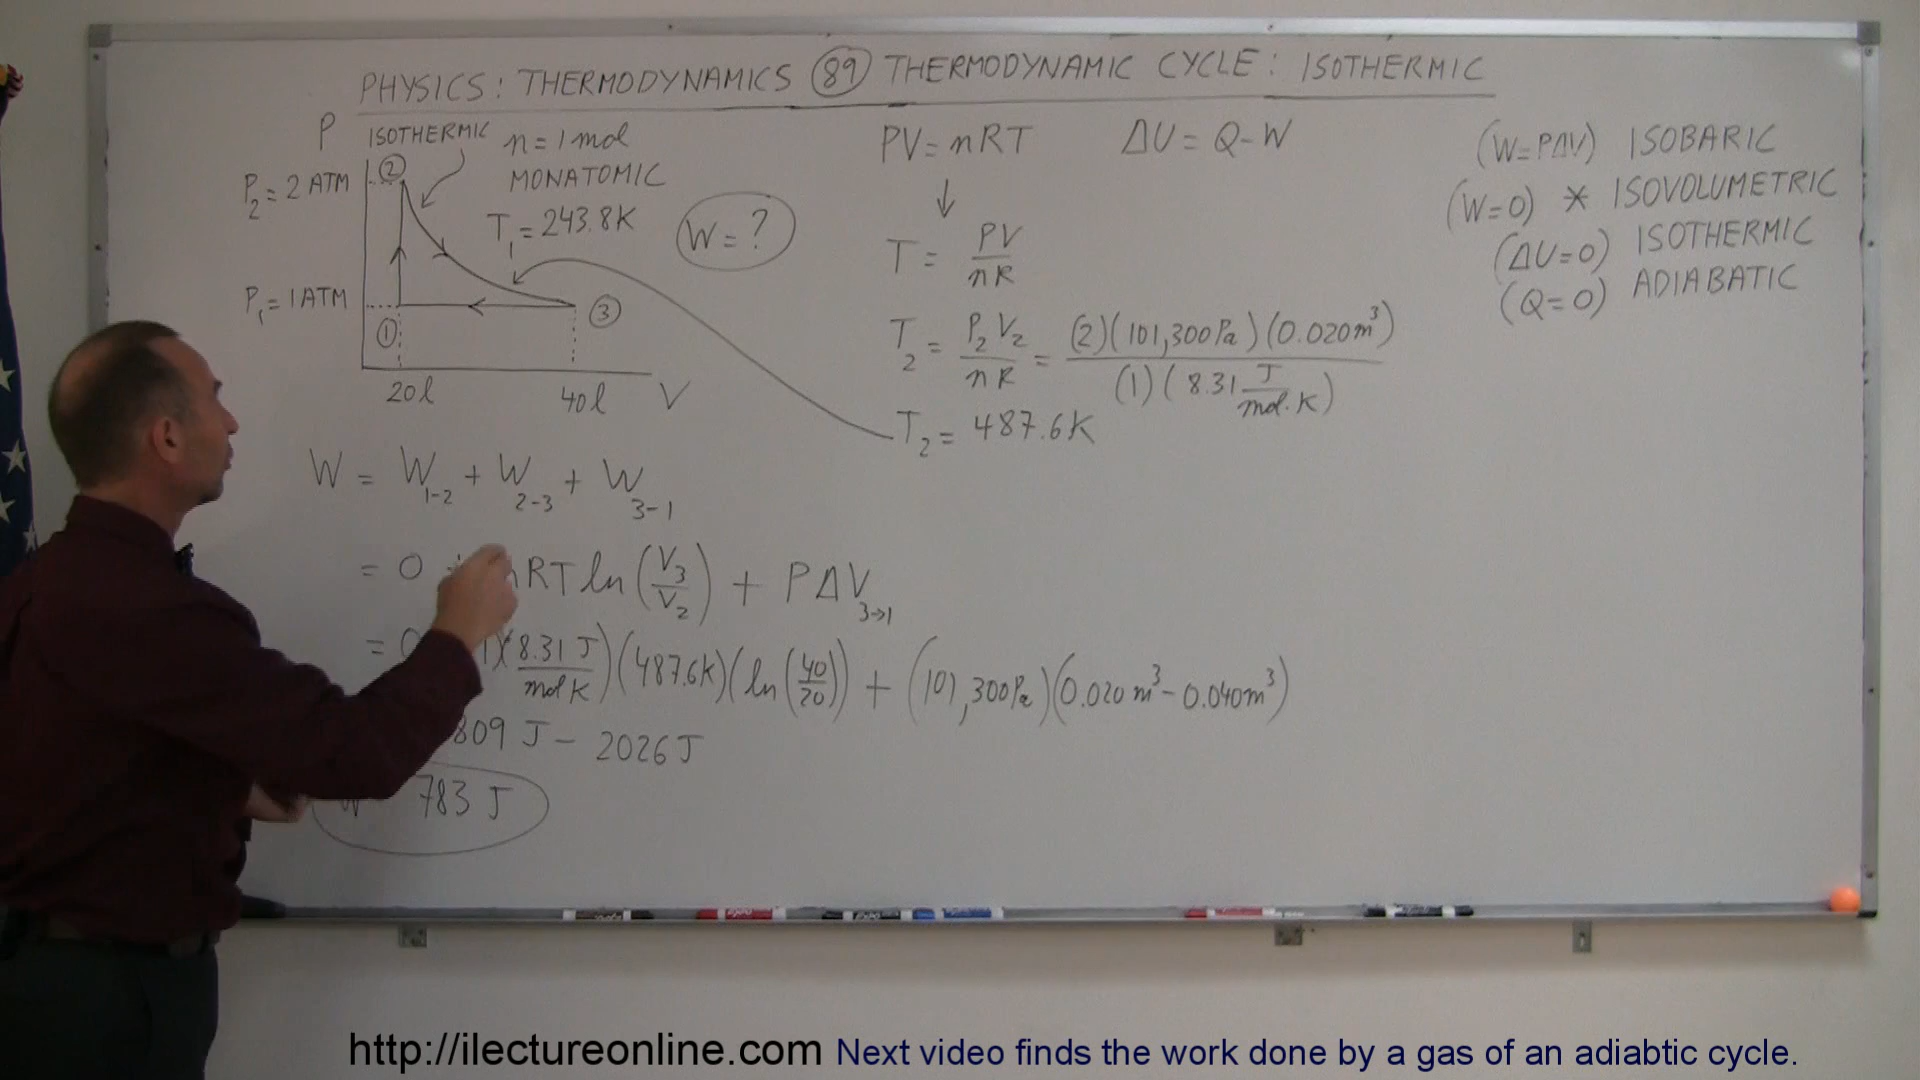 PHYSICS: THERMODYNAMICS 89 THERMODYNAMIC CYCLE: ISOTHERMIC
P ISOTHERMIC n = 1 mol
MONATOMIC
T₁ = 243.8K
P₂ = 2 ATM
P₁ = 1 ATM
②
①
③
20 l 40 l V
W = ?
PV = nRT ΔU = Q - W
↓
T = PV/nR
T₂ = P₂V₂/nR = (2)(101,300 Pa)(0.020 m³)/(1)(8.31 J/mol·K)
T₂ = 487.6K
(W=PΔV) ISOBARIC
(W=0) * ISOVOLUMETRIC
(ΔU=0) ISOTHERMIC
(Q=0) ADIABATIC
W = W₁₋₂ + W₂₋₃ + W₃₋₁
= 0 + nRT ln(V₃/V₂) + PΔV₃→₁
= 0 1)(8.31 J/mol K)(487.6K)(ln(40/20)) + (101,300 Pa)(0.020 m³ - 0.040 m³)
809 J - 2026 J
W 783 J
http://ilectureonline.com Next video finds the work done by a gas of an adiabtic cycle.